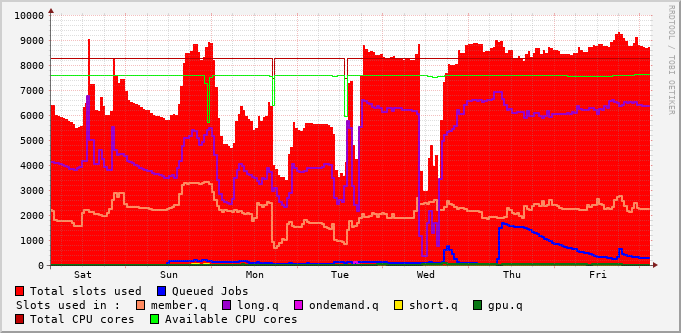 RRDTOOL / TOBI OETIKER
10000
9000
8000
7000
6000
5000
4000
3000
2000
1000
0
Sat Sun Mon Tue Wed Thu Fri
Total slots used Queued Jobs
Slots used in : member.q long.q ondemand.q short.q gpu.q
Total CPU cores Available CPU cores